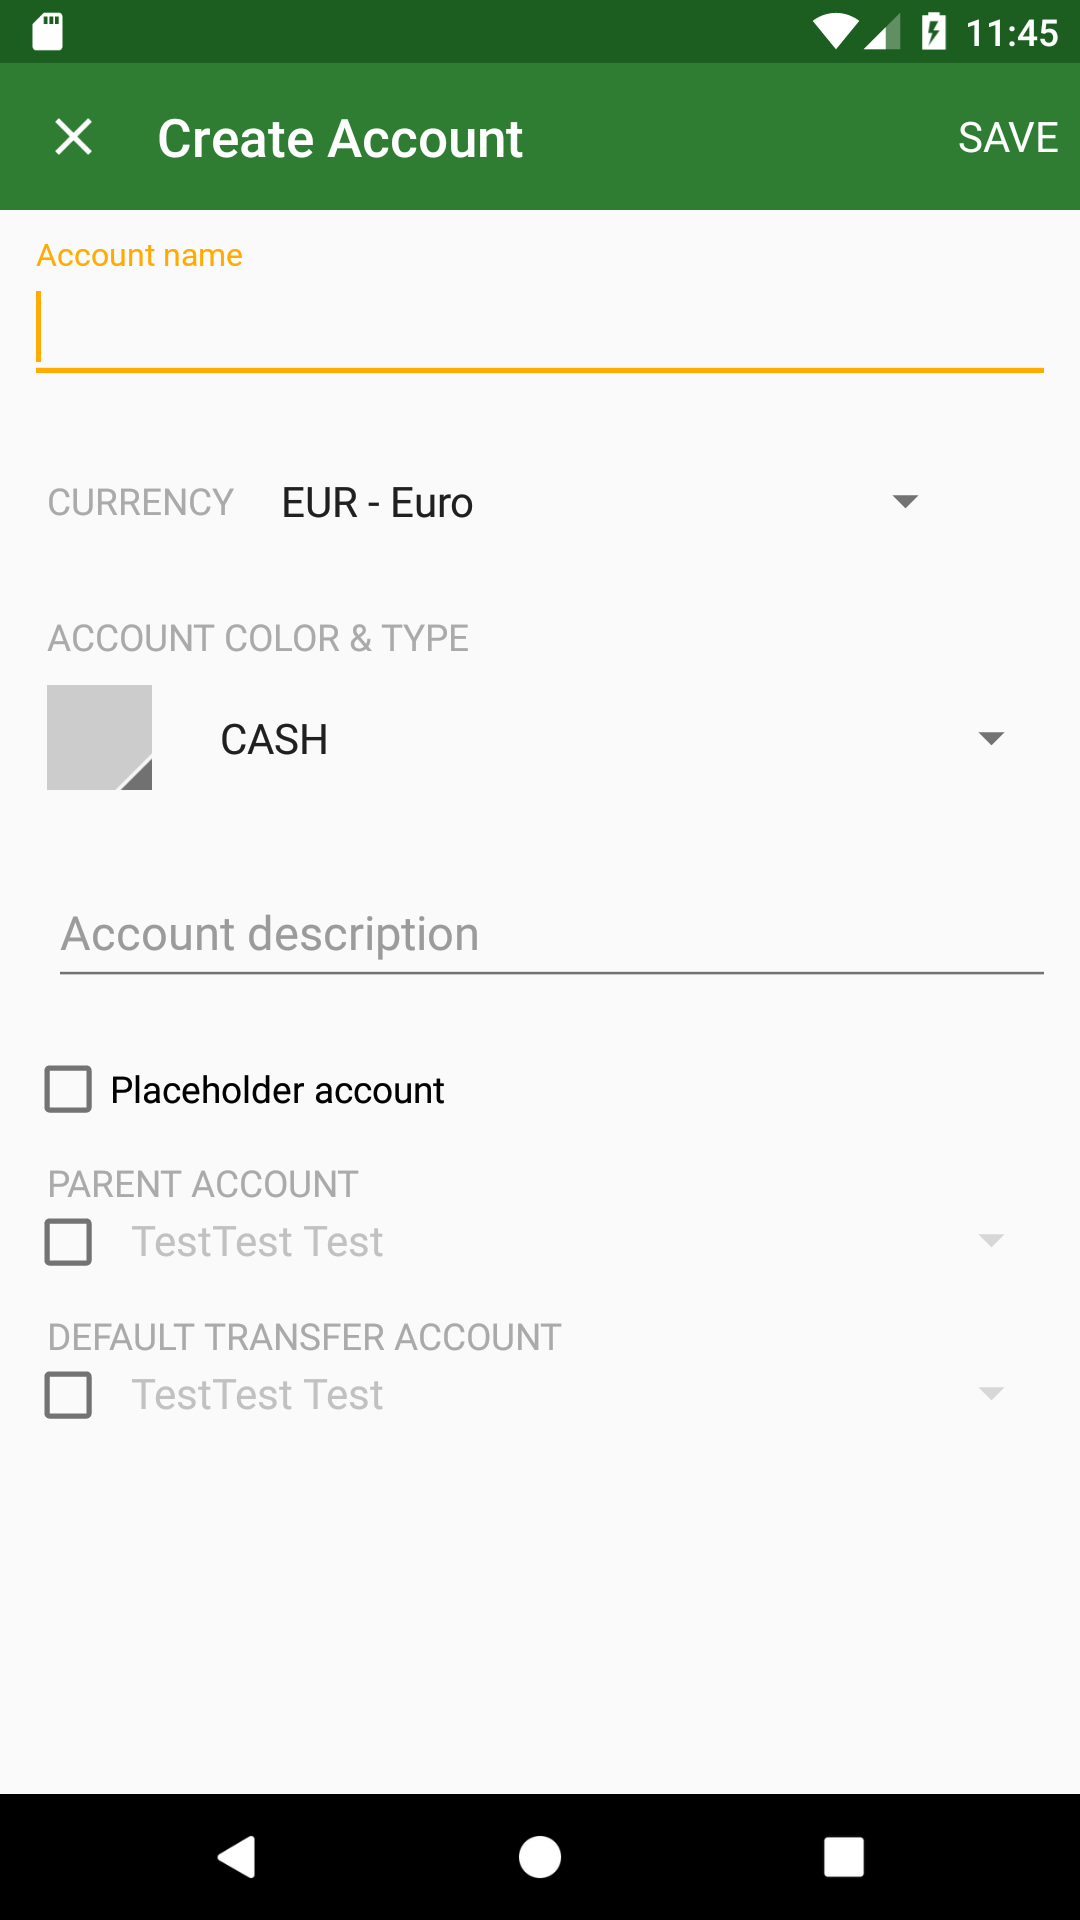 11:45
Create Account
SAVE
Account name
CURRENCY EUR - Euro
ACCOUNT COLOR & TYPE
CASH
Account description
Placeholder account
PARENT ACCOUNT
TestTest Test
DEFAULT TRANSFER ACCOUNT
TestTest Test